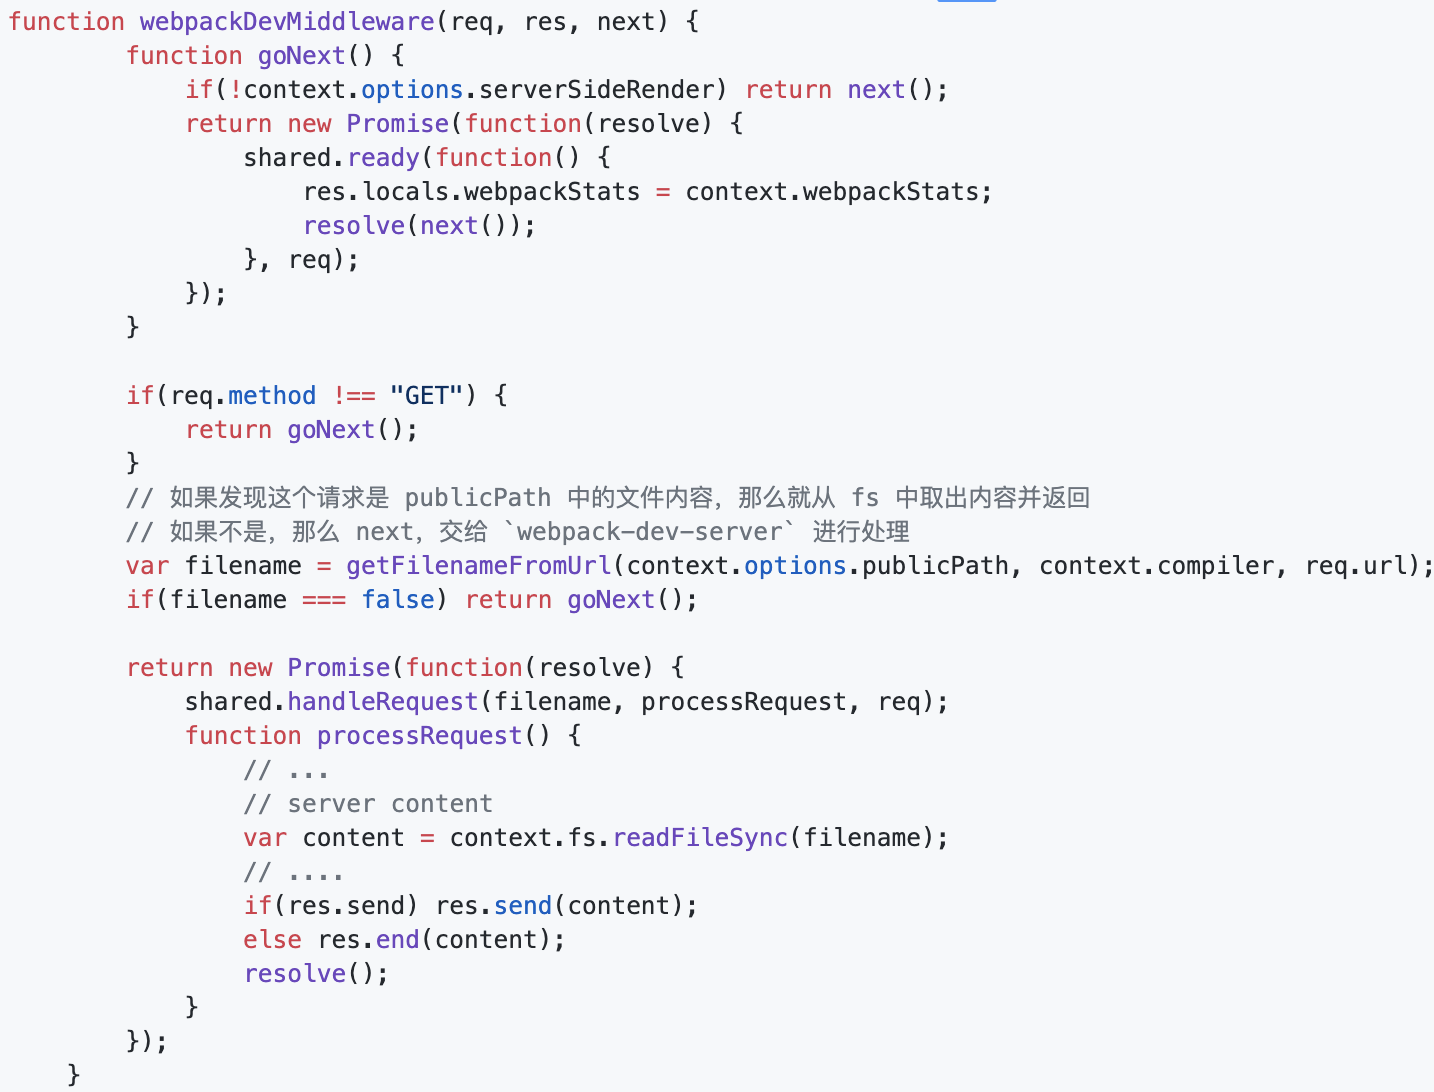 function webpackDevMiddleware(req, res, next) {
        function goNext() {
            if(!context.options.serverSideRender) return next();
            return new Promise(function(resolve) {
                shared.ready(function() {
                    res.locals.webpackStats = context.webpackStats;
                    resolve(next());
                }, req);
            });
        }

        if(req.method !== "GET") {
            return goNext();
        }
        // 如果发现这个请求是 publicPath 中的文件内容，那么就从 fs 中取出内容并返回
        // 如果不是，那么 next，交给 `webpack-dev-server` 进行处理
        var filename = getFilenameFromUrl(context.options.publicPath, context.compiler, req.url);
        if(filename === false) return goNext();

        return new Promise(function(resolve) {
            shared.handleRequest(filename, processRequest, req);
            function processRequest() {
                // ...
                // server content
                var content = context.fs.readFileSync(filename);
                // ....
                if(res.send) res.send(content);
                else res.end(content);
                resolve();
            }
        });
    }